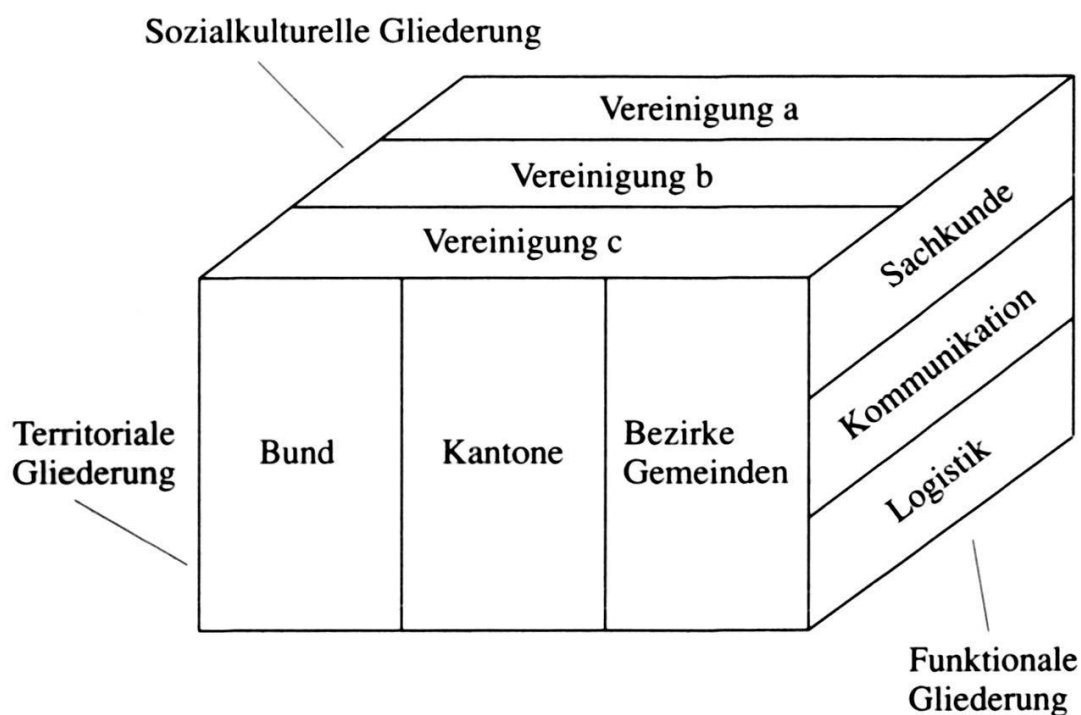 Sozialkulturelle Gliederung
Vereinigung a
Vereinigung b
Vereinigung c
Sachkunde
Kommunikation
Logistik
Territoriale
Gliederung
Bund
Kantone
Bezirke
Gemeinden
Funktionale
Gliederung